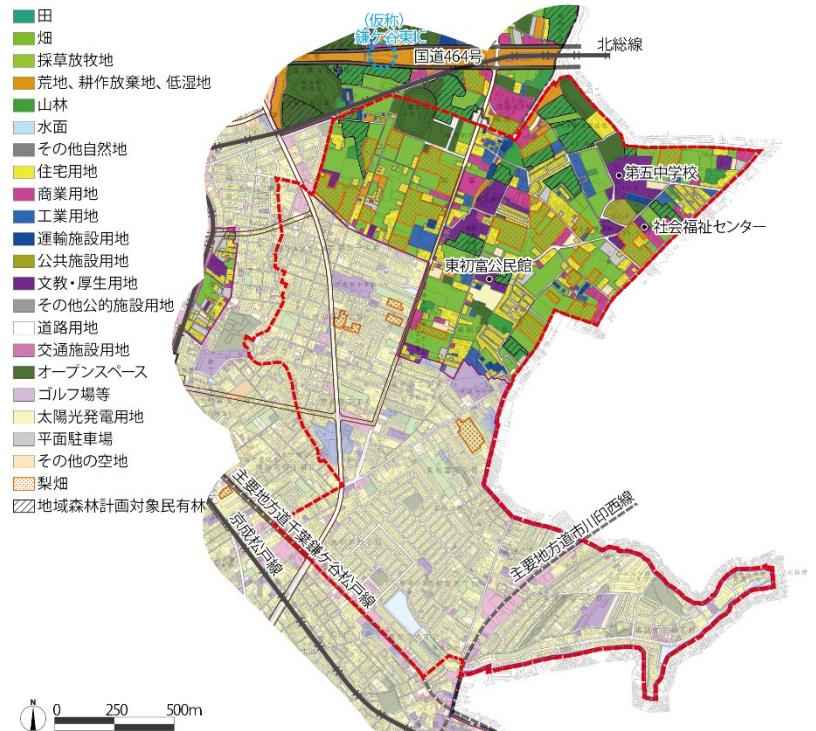 田
畑
採草放牧地
荒地、耕作放棄地、低湿地
山林
水面
その他自然地
住宅用地
商業用地
工業用地
運輸施設用地
公共施設用地
文教・厚生用地
その他公的施設用地
道路用地
交通施設用地
オープンスペース
ゴルフ場等
太陽光発電用地
平面駐車場
その他の空地
梨畑
地域森林計画対象民有林
(仮称)
鎌ケ谷東IC
国道464号
北総線
第五中学校
社会福祉センター
東初富公民館
主要地方道千葉鎌ケ谷松戸線
京成松戸線
主要地方道市川印西線
N
0 250 500m